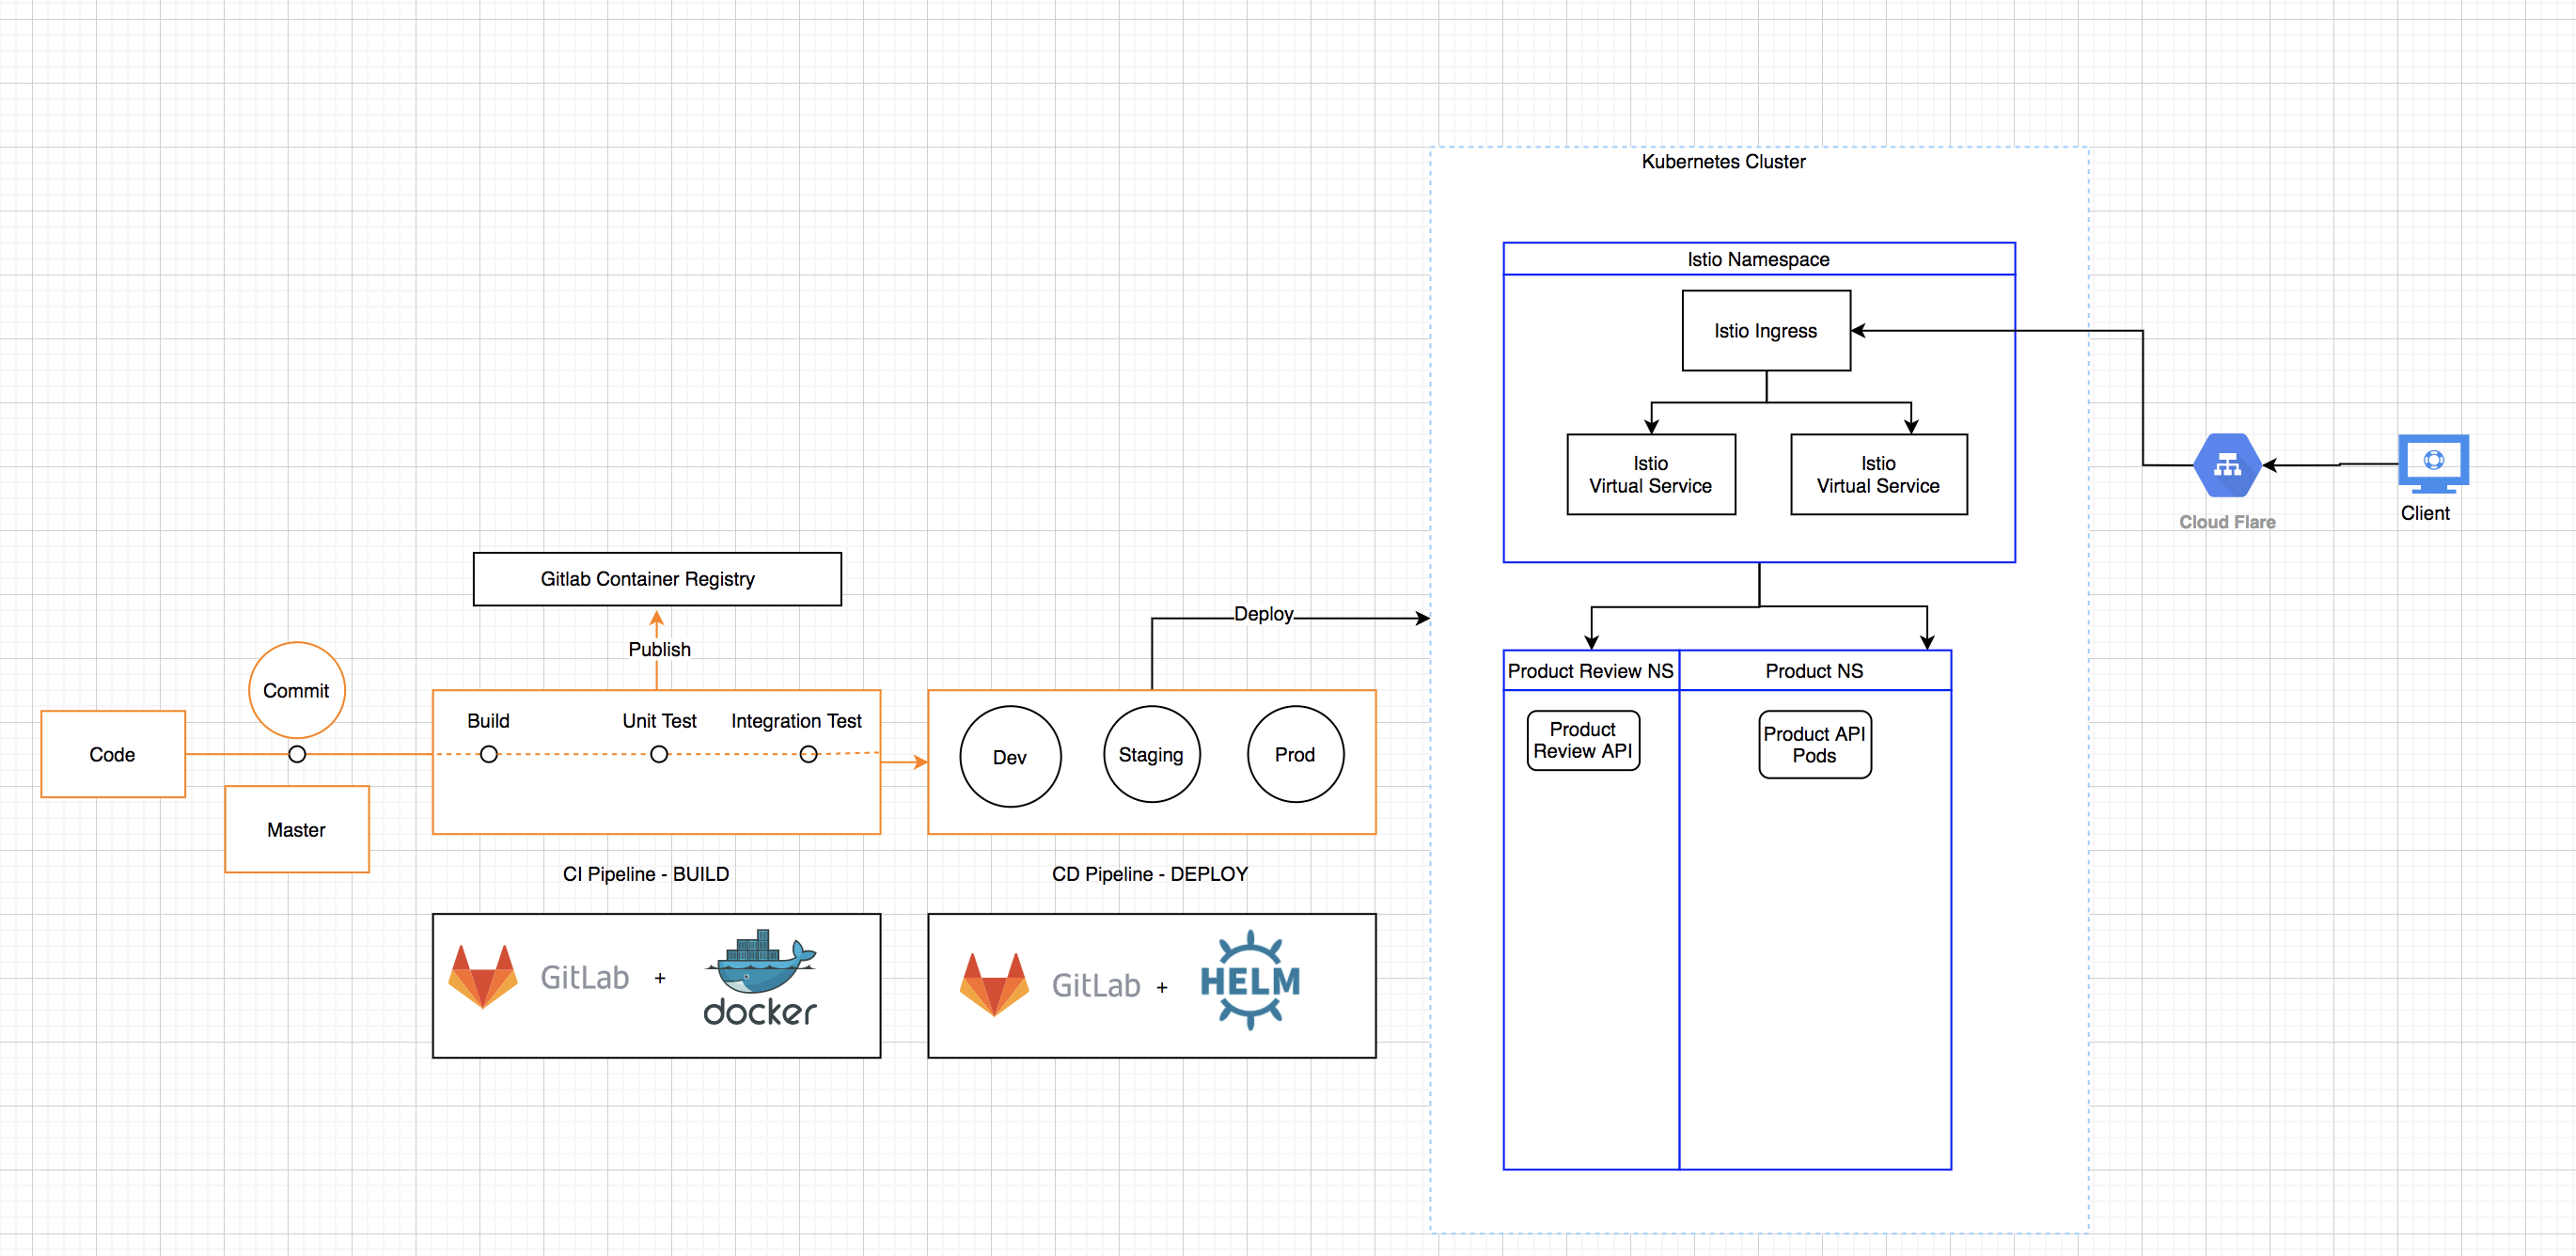 Kubernetes Cluster
Istio Namespace
Istio Ingress
Istio
Virtual Service
Istio
Virtual Service
Cloud Flare
Client
Gitlab Container Registry
Publish
Deploy
Commit
Code
Master
Build
Unit Test
Integration Test
Dev
Staging
Prod
Product Review NS
Product NS
Product
Review API
Product API
Pods
CI Pipeline - BUILD
CD Pipeline - DEPLOY
GitLab
+
docker
GitLab
+
HELM